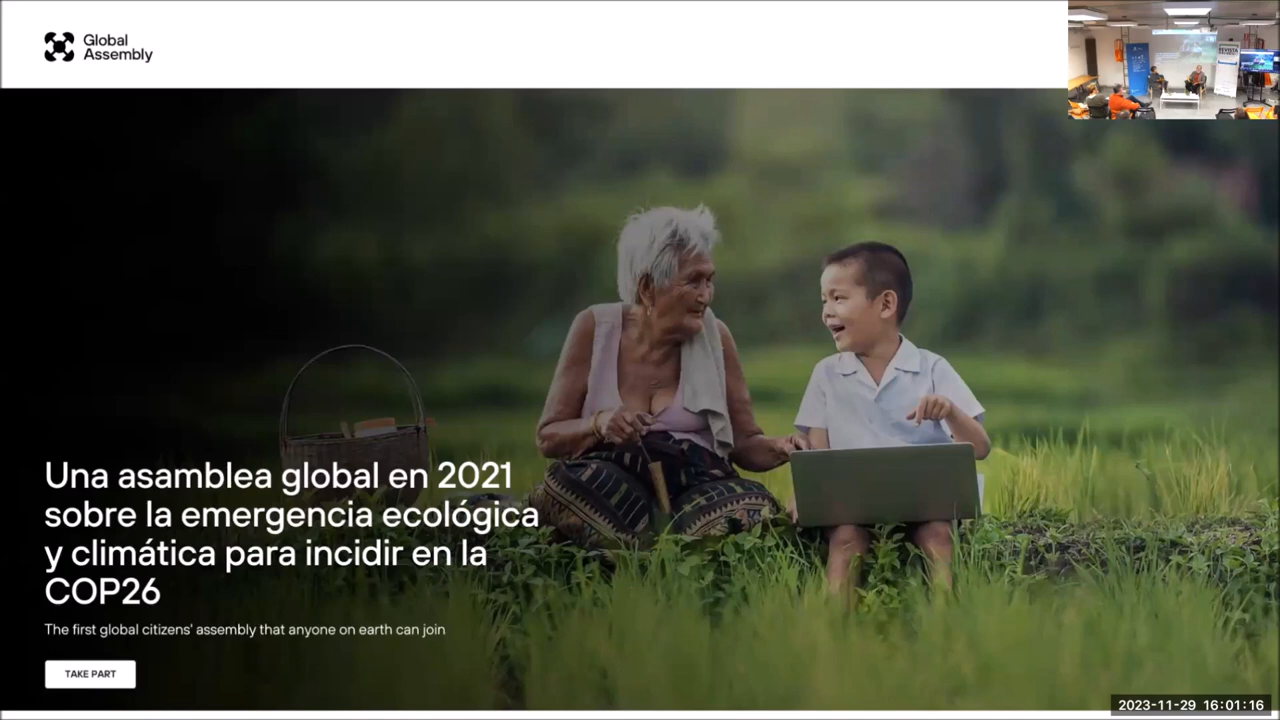 Global
Assembly
REVISTA
Una asamblea global en 2021
sobre la emergencia ecológica
y climática para incidir en la
COP26
The first global citizens' assembly that anyone on earth can join
TAKE PART
2023-11-29 16:01:16